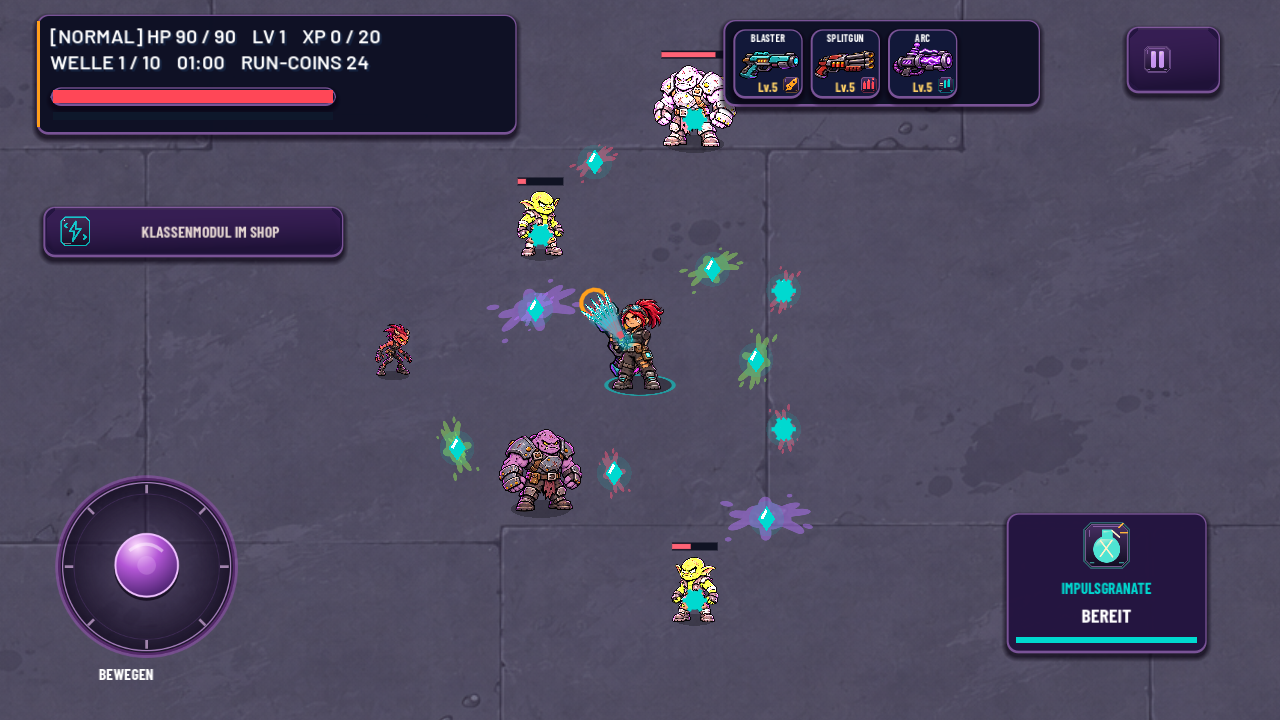 [NORMAL] HP 90 / 90 LV 1 XP 0 / 20
WELLE 1 / 10 01:00 RUN-COINS 24
BLASTER
Lv.5
SPLITGUN
Lv.5
ARC
Lv.5
KLASSENMODUL IM SHOP
BEWEGEN
IMPULSGRANATE
BEREIT